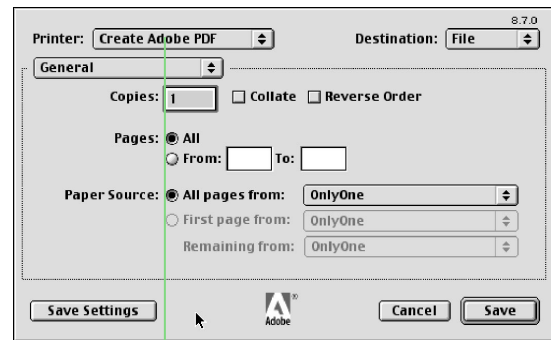 8.7.0
Printer: Create Adobe PDF Destination: File
General
Copies: 1 Collate Reverse Order
Pages: All
From: To:
Paper Source: All pages from: OnlyOne
First page from: OnlyOne
Remaining from: OnlyOne
Save Settings Adobe ® Cancel Save